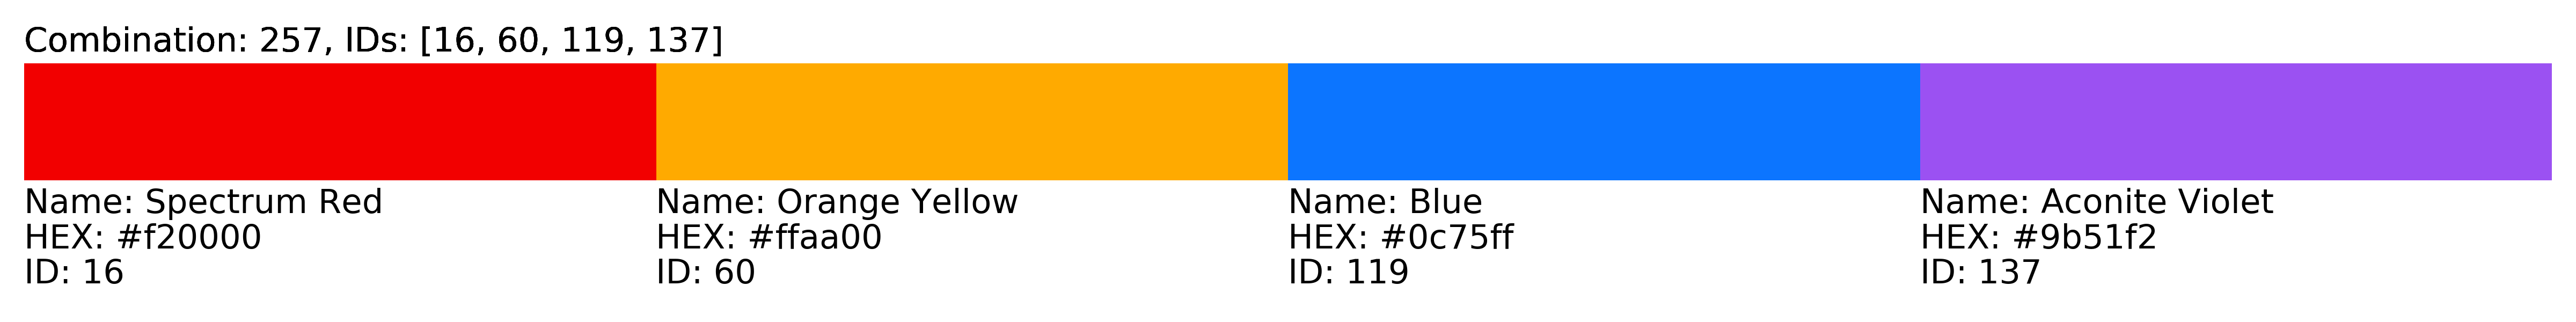 Combination: 257, IDs: [16, 60, 119, 137]
Name: Spectrum Red
HEX: #f20000
ID: 16
Name: Orange Yellow
HEX: #ffaa00
ID: 60
Name: Blue
HEX: #0c75ff
ID: 119
Name: Aconite Violet
HEX: #9b51f2
ID: 137